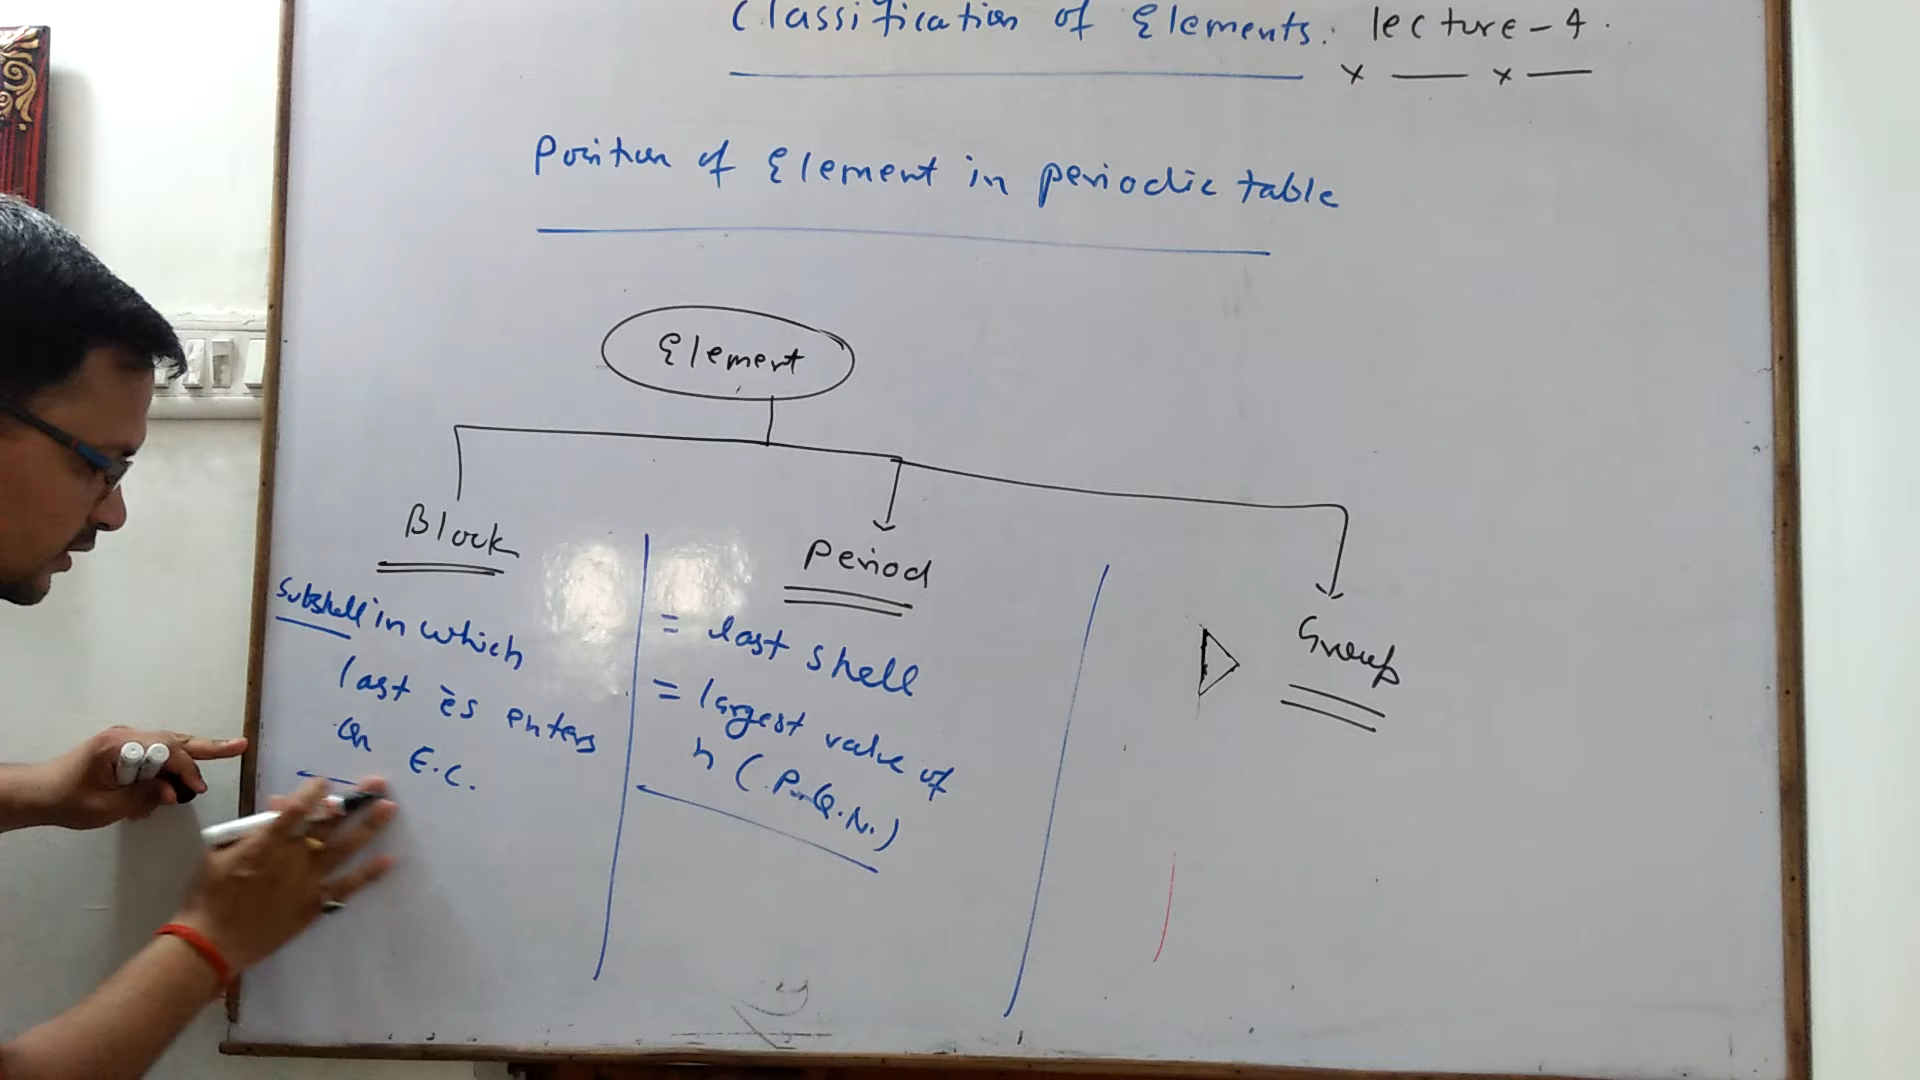 Classification of Elements: lecture-4.
Position of Element in periodic table
Element
Block
subshell in which
last es enters
in E.C.
Period
= last shell
= largest value of
n (P.Q.N.)
Group